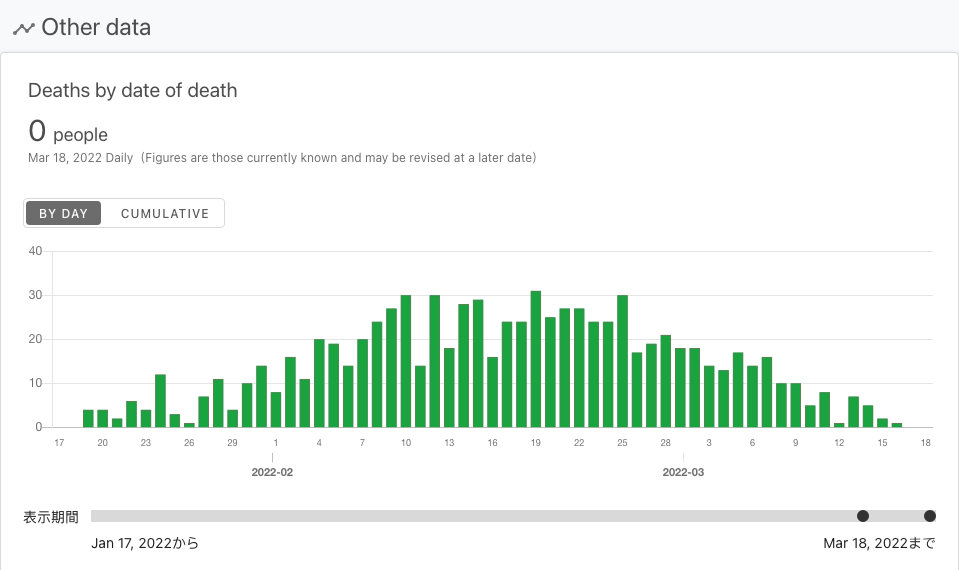 Other data
Deaths by date of death
0 people
Mar 18, 2022 Daily (Figures are those currently known and may be revised at a later date)
BY DAY CUMULATIVE
40
30
20
10
0
17 20 23 26 29 1 4 7 10 13 16 19 22 25 28 3 6 9 12 15 18
2022-02 2022-03
表示期間
Jan 17, 2022から Mar 18, 2022まで